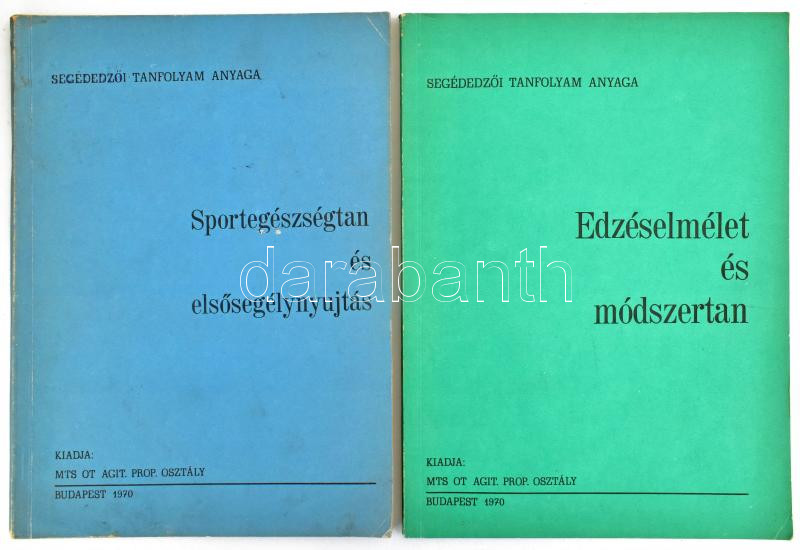 SEGÉDEDZŐI TANFOLYAM ANYAGA
Sportegészségtan
és
elsősegélynyujtás
KIADJA:
MTS OT AGIT. PROP. OSZTÁLY
BUDAPEST 1970
SEGÉDEDZŐI TANFOLYAM ANYAGA
Edzéselmélet
és
módszertan
KIADJA:
MTS OT AGIT. PROP. OSZTÁLY
BUDAPEST 1970
darabanth